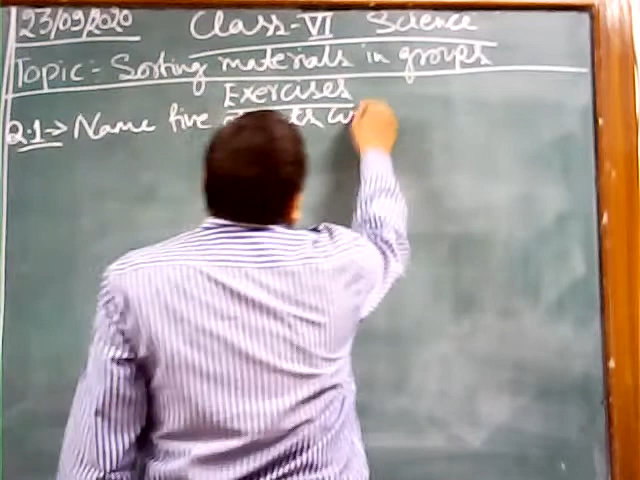 23/09/2020 Class-VI Science
Topic:- Sorting materials in groups
Exercises
Q.1→ Name five